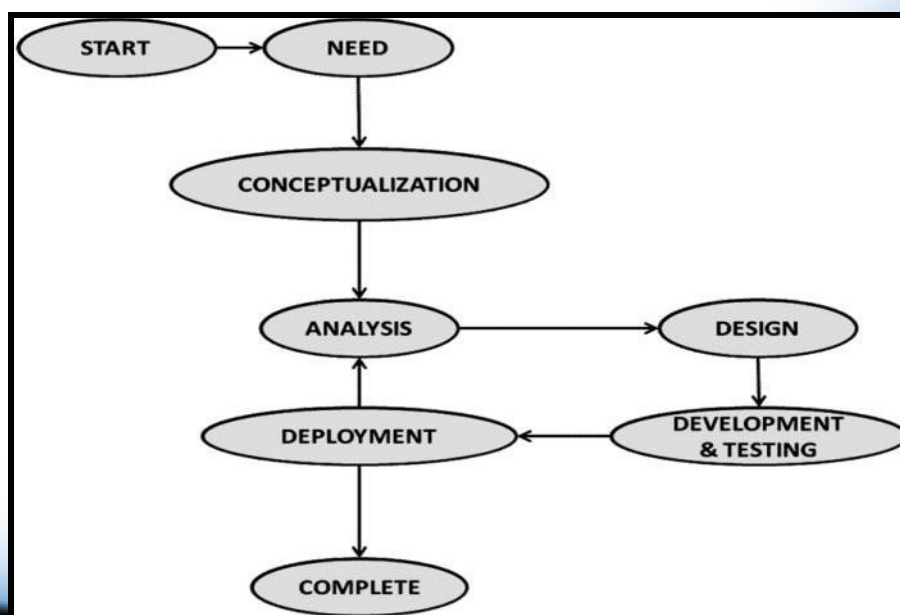 START
NEED
CONCEPTUALIZATION
ANALYSIS
DESIGN
DEPLOYMENT
DEVELOPMENT
& TESTING
COMPLETE